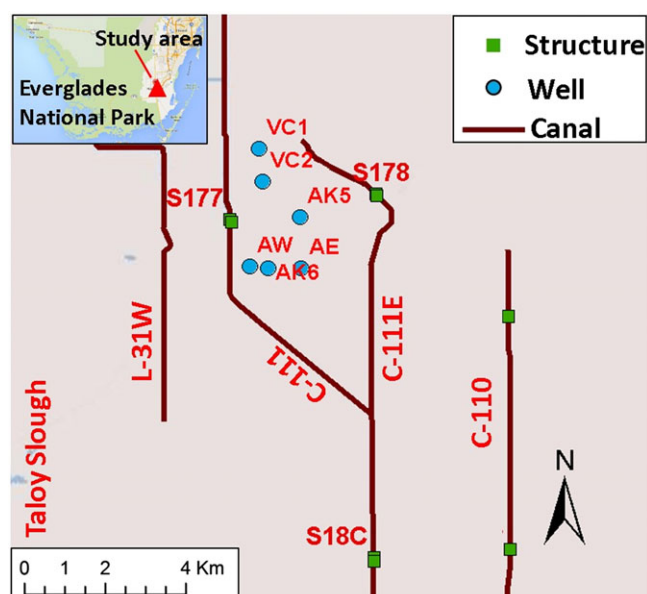 Study area
Everglades
National Park
Structure
Well
Canal
VC1
VC2
S178
S177
AK5
AW
AE
AK6
L-31W
C-111
C-111E
C-110
Taloy Slough
N
S18C
0 1 2 4 Km